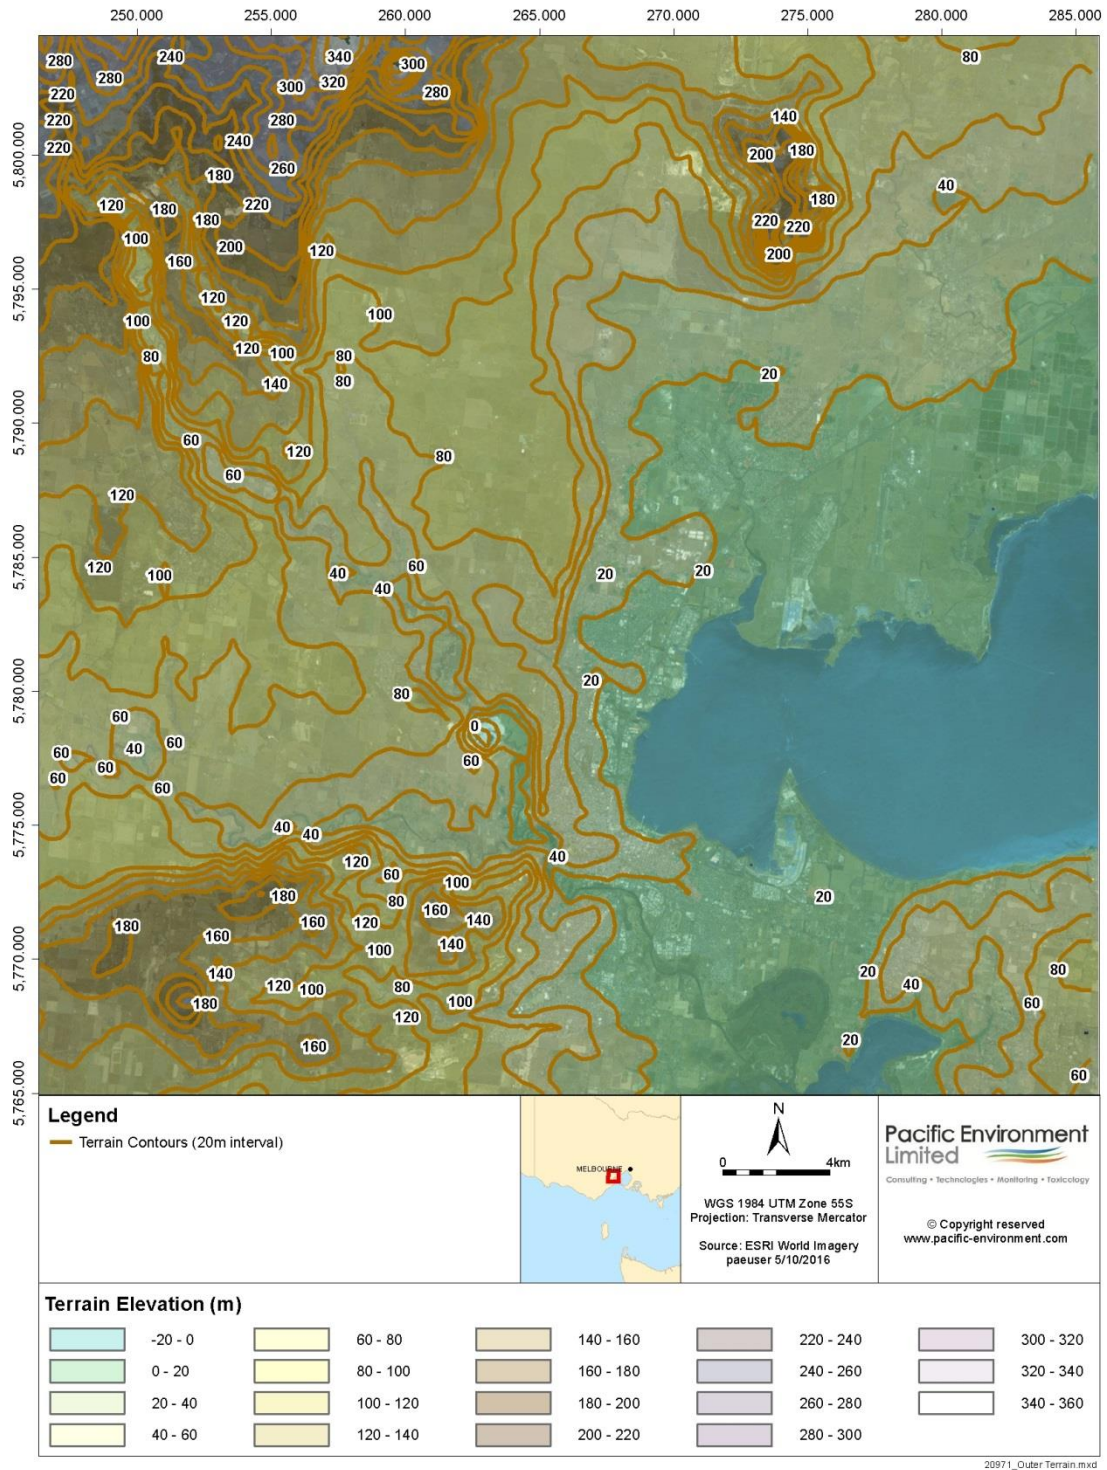 250.000 255.000 260.000 265.000 270.000 275.000 280.000 285.000
280 240 340 300 80
280 320
220 300 280
220 280 140
5,800.000
220 240 200 180
180 260 40
120 180 220 180
180 220 220
100 200 120
160 200
5,795.000
120 100
100 120
80 120 100 80
140 80 20
5,790.000
60 120
60 80
120
5,785.000
120 100 40 60 20 20
40
5,780.000
80 20
60 0
40 60
60 60 60
60 60
5,775.000
40 40 40
120 60 100
180 80 160 20
180 160 120 140
160 100 140
5,770.000
140 120 100 80 20 80
180 100 40
120 60
160 20
60
5,765.000
Legend
Terrain Contours (20m interval)
MELBOURNE
N
0 4km
WGS 1984 UTM Zone 55S
Projection: Transverse Mercator
Source: ESRI World Imagery
paeuser 5/10/2016
Pacific Environment
Limited
Consulting • Technologies • Monitoring • Toxicology
© Copyright reserved
www.pacific-environment.com
Terrain Elevation (m)
-20 - 0 60 - 80 140 - 160 220 - 240 300 - 320
0 - 20 80 - 100 160 - 180 240 - 260 320 - 340
20 - 40 100 - 120 180 - 200 260 - 280 340 - 360
40 - 60 120 - 140 200 - 220 280 - 300
20971_Outer Terrain.mxd